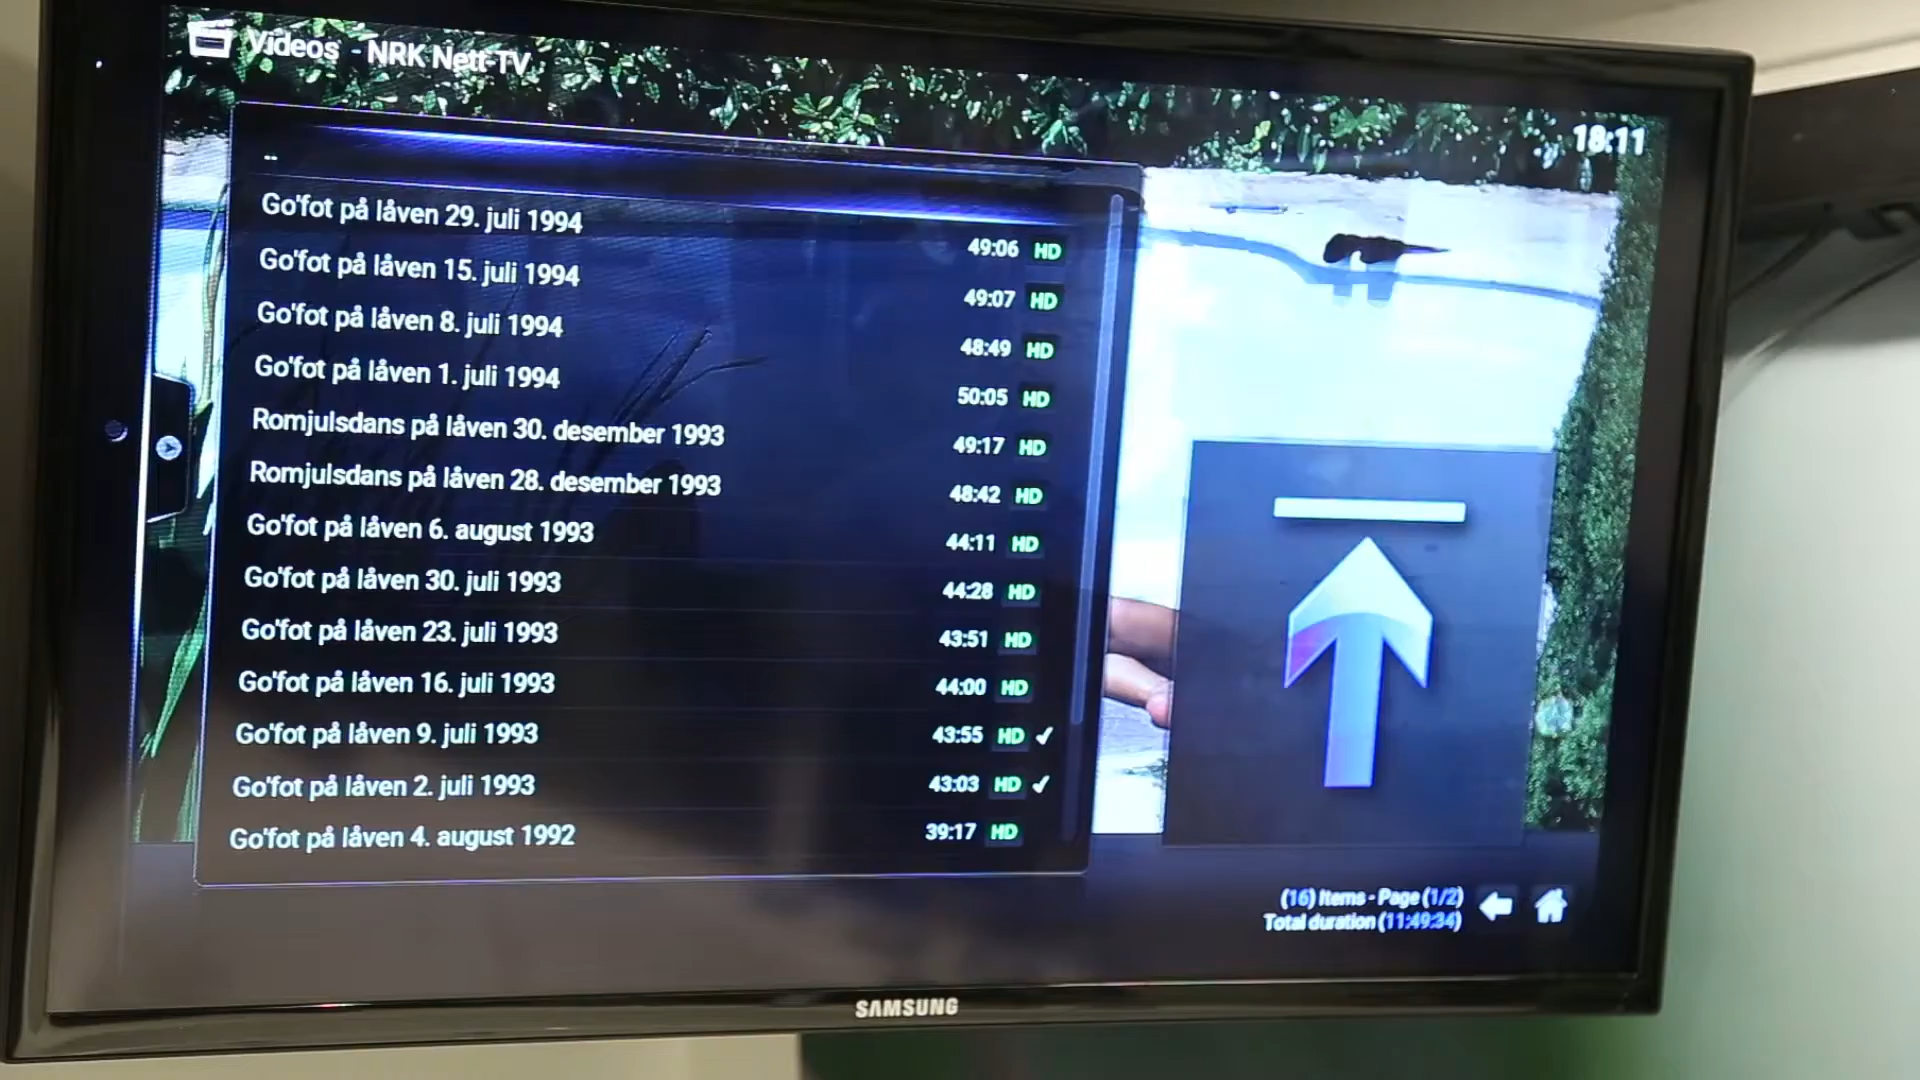 Videos - NRK Nett-TV
18:11
..
Go'fot på låven 29. juli 1994 49:06 HD
Go'fot på låven 15. juli 1994 49:07 HD
Go'fot på låven 8. juli 1994 48:49 HD
Go'fot på låven 1. juli 1994 50:05 HD
Romjulsdans på låven 30. desember 1993 49:17 HD
Romjulsdans på låven 28. desember 1993 48:42 HD
Go'fot på låven 6. august 1993 44:11 HD
Go'fot på låven 30. juli 1993 44:28 HD
Go'fot på låven 23. juli 1993 43:51 HD
Go'fot på låven 16. juli 1993 44:00 HD
Go'fot på låven 9. juli 1993 43:55 HD ✓
Go'fot på låven 2. juli 1993 43:03 HD ✓
Go'fot på låven 4. august 1992 39:17 HD
(16) Items - Page (1/2)
Total duration (11:49:34)
SAMSUNG